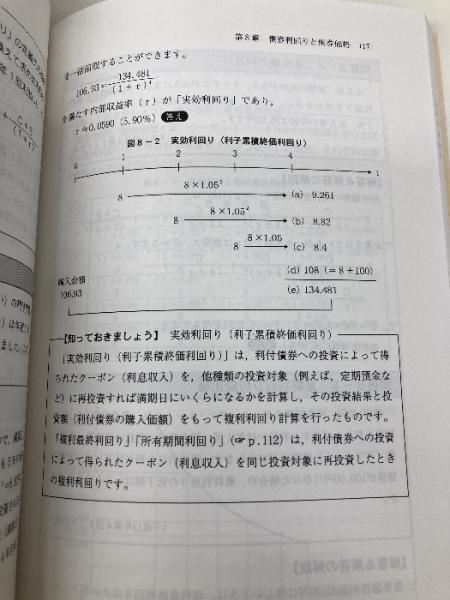 第8章 債券利回りと債券価格 117
を一括回収することができます。
106.93=134.481/(1+r)⁴
を満たす内部収益率(r)が「実効利回り」であり,
r≒0.0590(5.90%) 答え
図8-2 実効利回り(利子累積終価利回り)
0 1 2 3 4 t
8×1.05³
8 → (a) 9.261
8×1.05²
8 → (b) 8.82
8×1.05
8 → (c) 8.4
(d) 108(=8+100)
購入金額
106.93
(e) 134.481
【知っておきましょう】 実効利回り(利子累積終価利回り)
「実効利回り(利子累積終価利回り)」は,利付債券への投資によって得
られたクーポン(利息収入)を,他種類の投資対象(例えば,定期預金な
ど)に再投資すれば満期日にいくらになるかを計算し,その投資結果と投
資額(利付債券の購入価額)をもって複利利回り計算を行ったものです。
「複利最終利回り」「所有期間利回り」(☞p.112)は,利付債券への投資
によって得られたクーポン(利息収入)を同じ投資対象に再投資したとき
の複利利回りです。